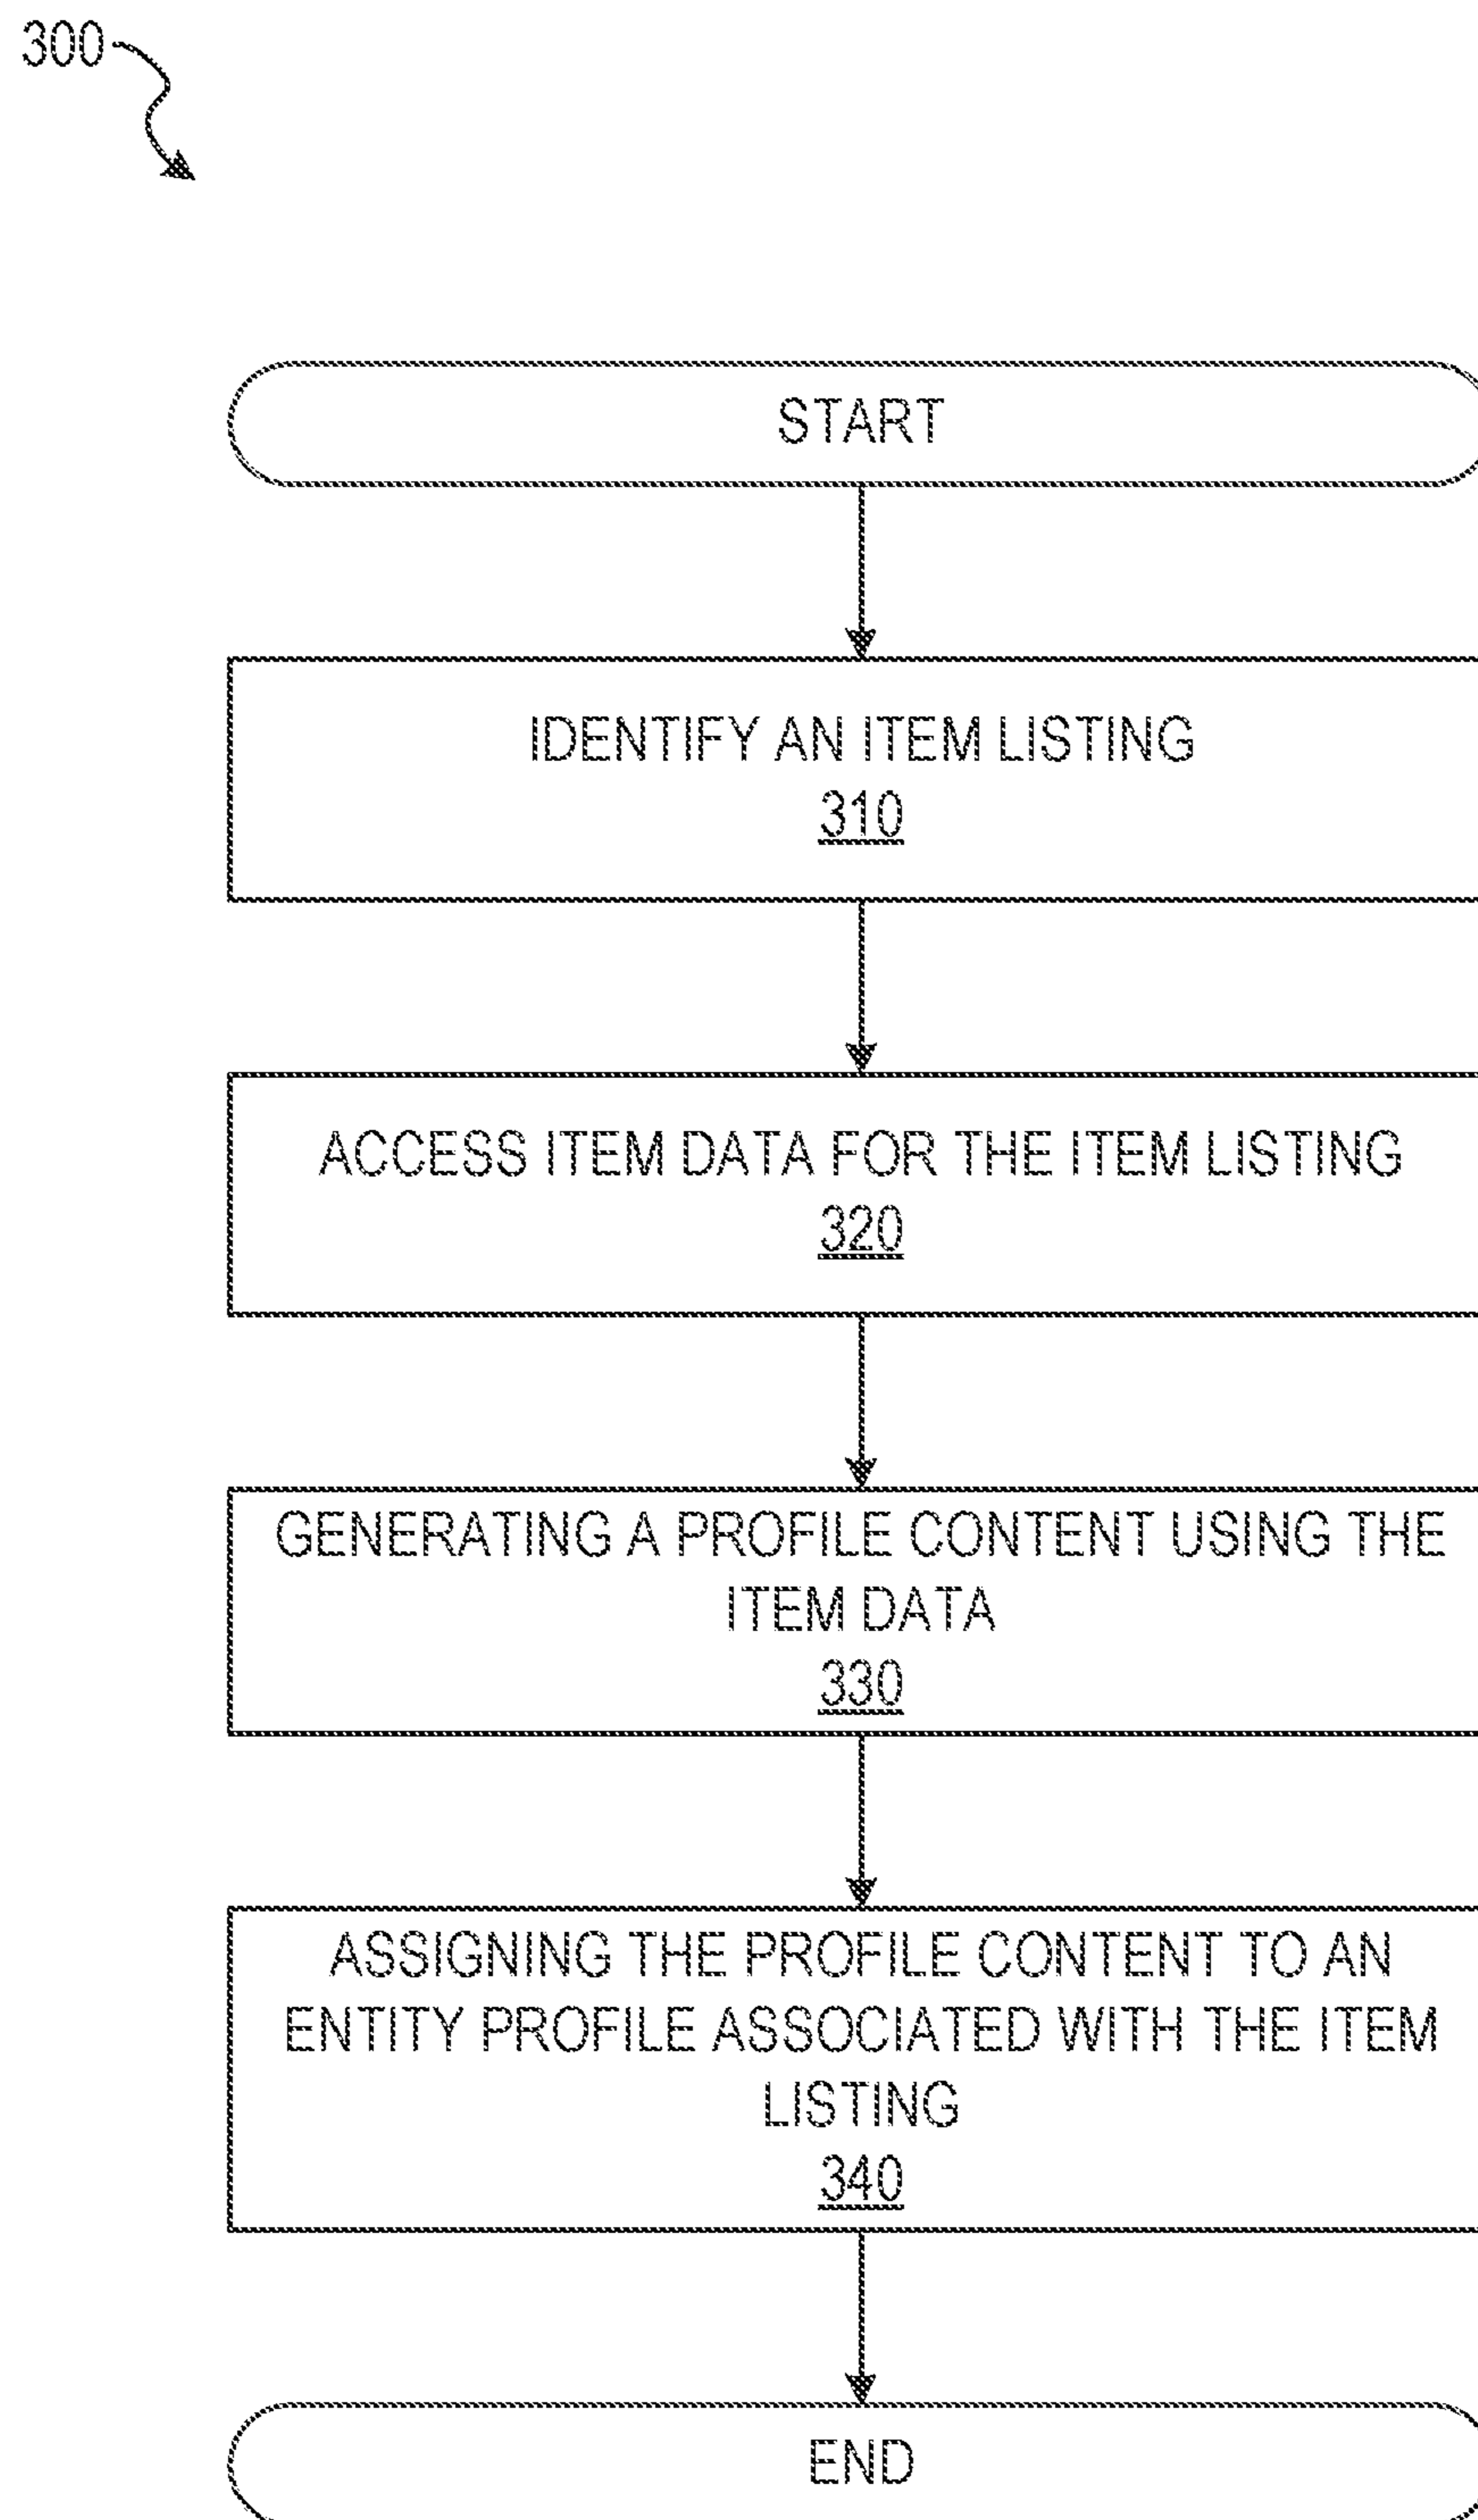 300
START
IDENTIFY AN ITEM LISTING
310
ACCESS ITEM DATA FOR THE ITEM LISTING
320
GENERATING A PROFILE CONTENT USING THE
ITEM DATA
330
ASSIGNING THE PROFILE CONTENT TO AN
ENTITY PROFILE ASSOCIATED WITH THE ITEM
LISTING
340
END